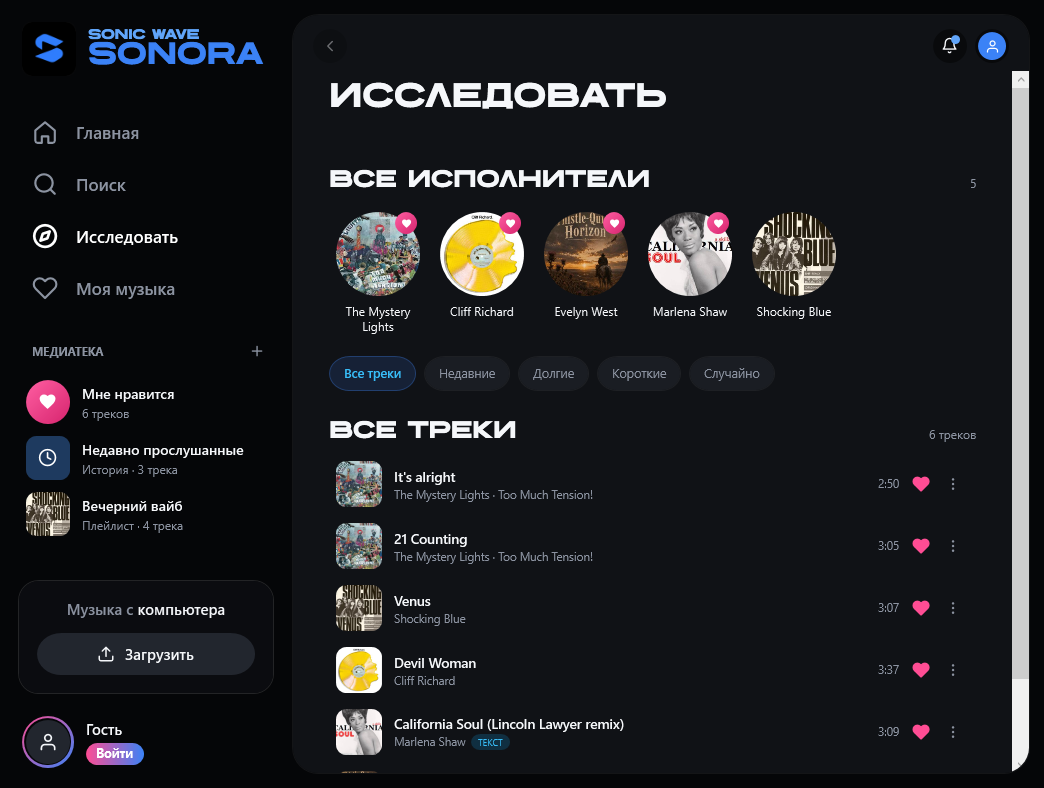 SONIC WAVE
SONORA
Главная
Поиск
Исследовать
Моя музыка
МЕДИАТЕКА
Мне нравится
6 треков
Недавно прослушанные
История · 3 трека
Вечерний вайб
Плейлист · 4 трека
Музыка с компьютера
Загрузить
Гость
Войти
ИССЛЕДОВАТЬ
ВСЕ ИСПОЛНИТЕЛИ
5
The Mystery Lights
Cliff Richard
Evelyn West
Marlena Shaw
Shocking Blue
Все треки
Недавние
Долгие
Короткие
Случайно
ВСЕ ТРЕКИ
6 треков
It's alright
The Mystery Lights · Too Much Tension!
2:50
21 Counting
The Mystery Lights · Too Much Tension!
3:05
Venus
Shocking Blue
3:07
Devil Woman
Cliff Richard
3:37
California Soul (Lincoln Lawyer remix)
Marlena Shaw ТЕКСТ
3:09